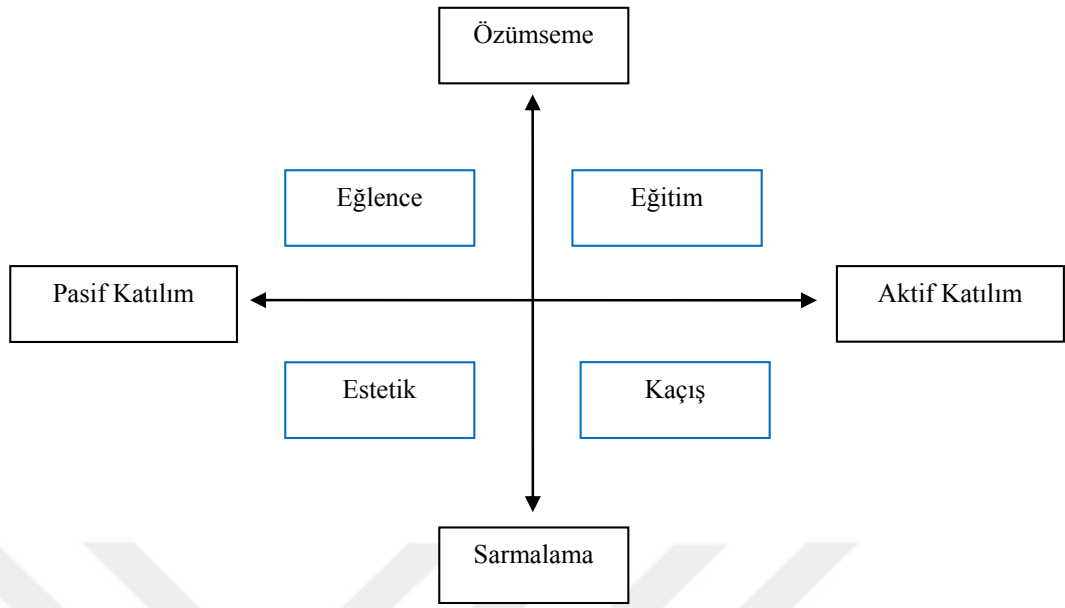 Özümseme
Eğlence
Eğitim
Pasif Katılım
Aktif Katılım
Estetik
Kaçış
Sarmalama